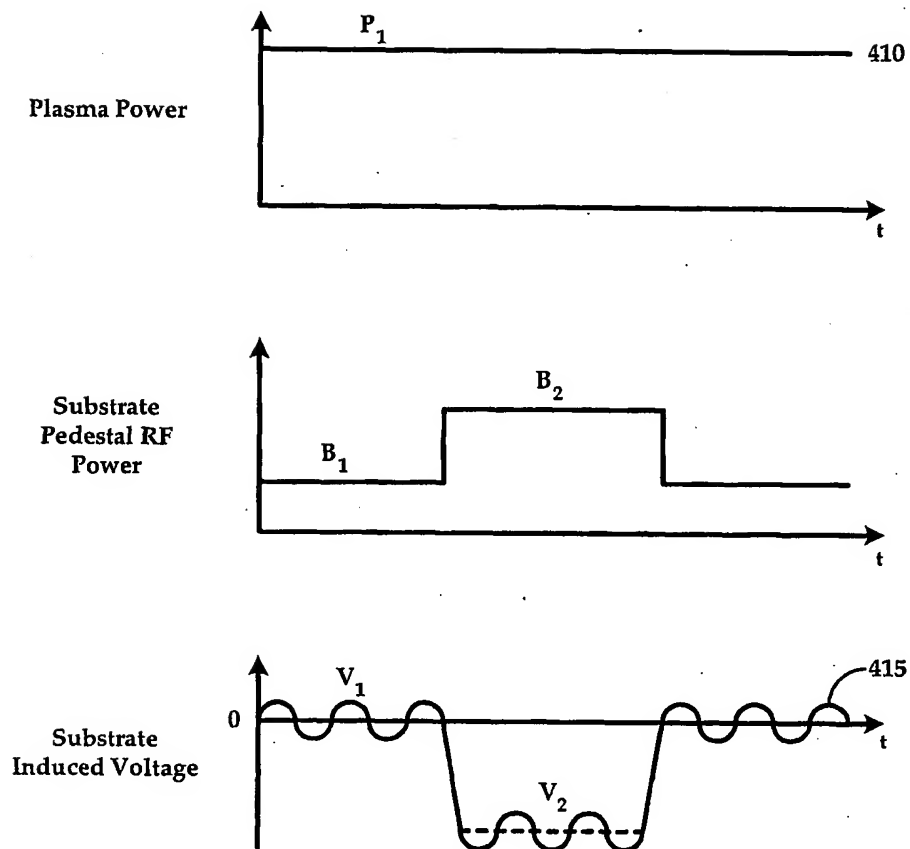 P1
410
Plasma Power
t
B2
Substrate
Pedestal RF
Power
B1
t
V1
415
0
t
Substrate
Induced Voltage
V2